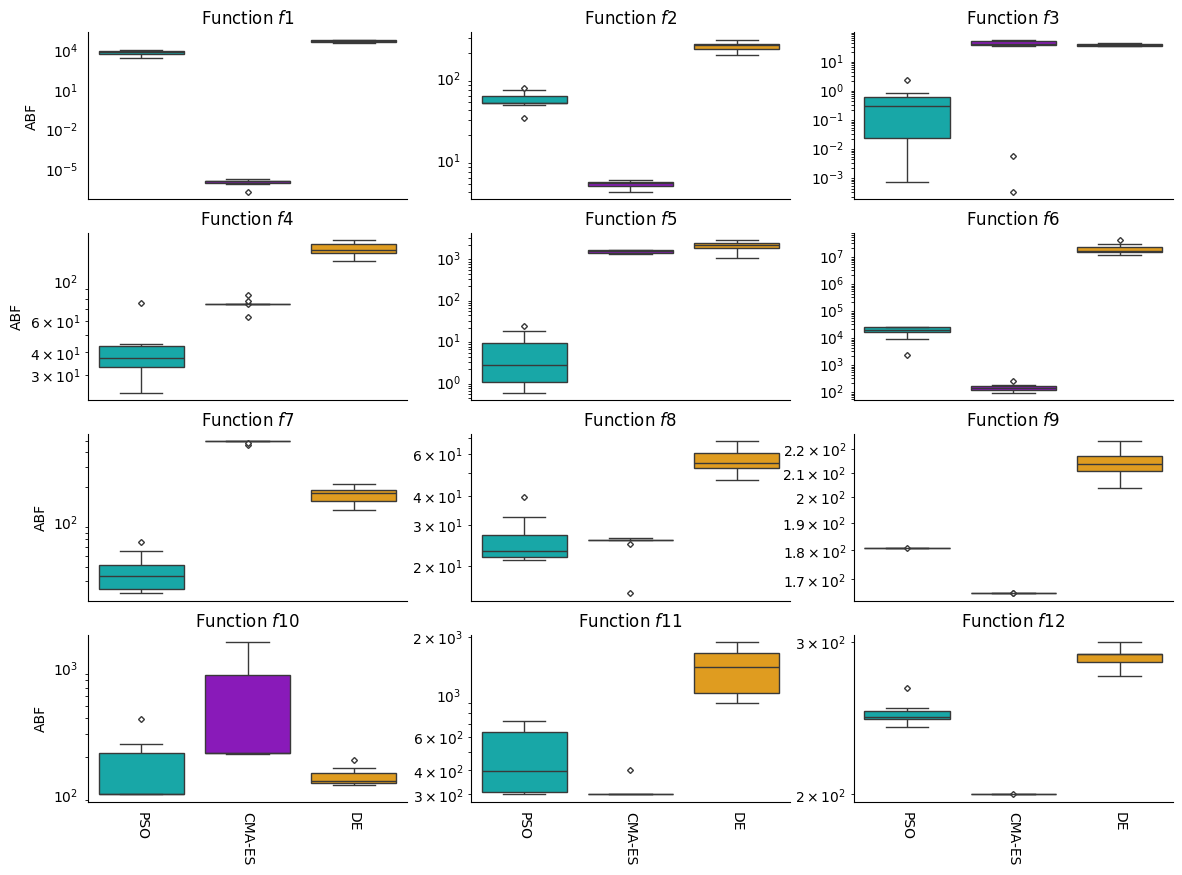 Function f1
Function f2
Function f3
ABF
10^4
10^1
10^−2
10^−5
10^2
10^1
10^1
10^0
10^−1
10^−2
10^−3
Function f4
Function f5
Function f6
ABF
10^2
6 × 10^1
4 × 10^1
3 × 10^1
10^3
10^2
10^1
10^0
10^7
10^6
10^5
10^4
10^3
10^2
Function f7
Function f8
Function f9
ABF
10^2
6 × 10^1
4 × 10^1
3 × 10^1
2 × 10^1
2.2 × 10^2
2.1 × 10^2
2 × 10^2
1.9 × 10^2
1.8 × 10^2
1.7 × 10^2
Function f10
Function f11
Function f12
ABF
10^3
10^2
2 × 10^3
10^3
6 × 10^2
4 × 10^2
3 × 10^2
3 × 10^2
2 × 10^2
PSO
CMA-ES
DE
PSO
CMA-ES
DE
PSO
CMA-ES
DE